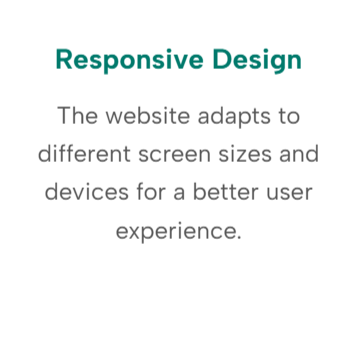 Responsive Design
The website adapts to
different screen sizes and
devices for a better user
experience.